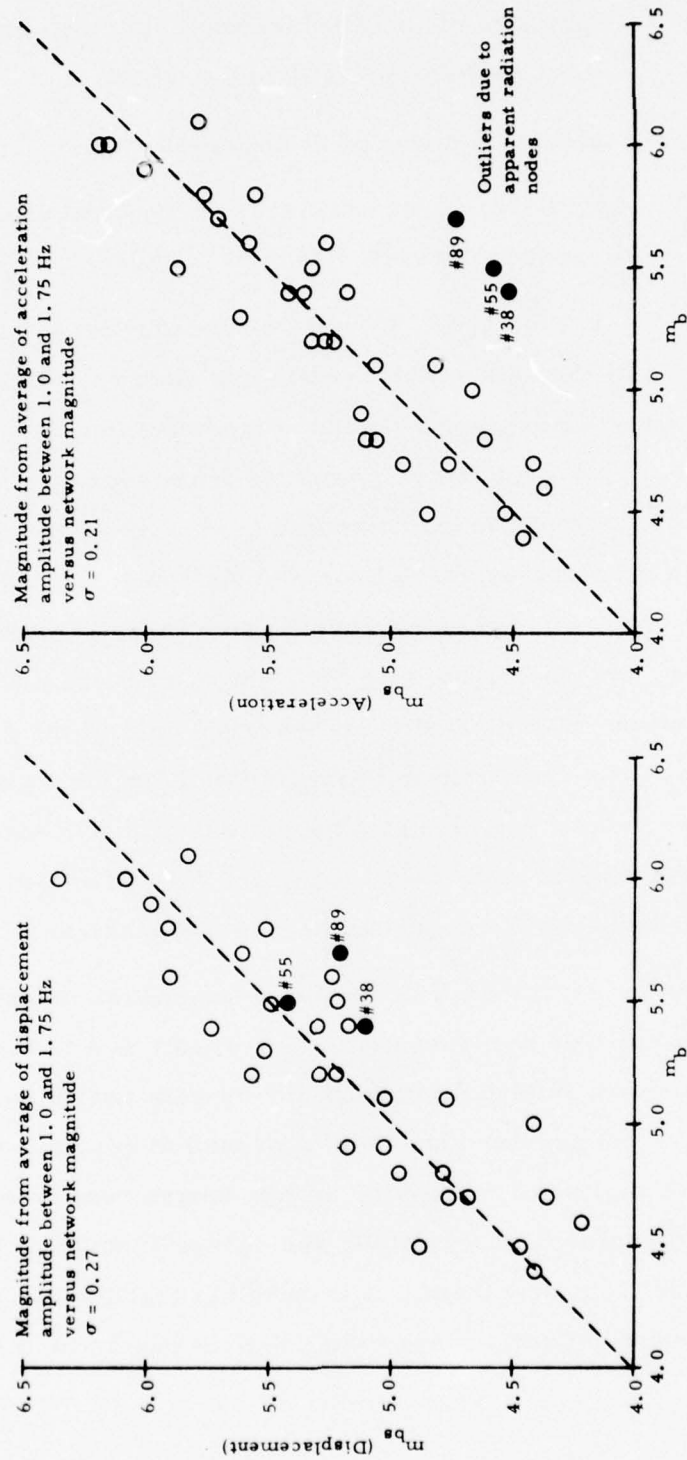 Magnitude from average of displacement
amplitude between 1.0 and 1.75 Hz
versus network magnitude
σ = 0.27
6.5
6.0
5.5
5.0
4.5
4.0
m_bs (Displacement)
#55
#89
#38
4.0
4.5
5.0
5.5
6.0
6.5
m_b
Magnitude from average of acceleration
amplitude between 1.0 and 1.75 Hz
versus network magnitude
σ = 0.21
6.5
6.0
5.5
5.0
4.5
4.0
m_bs (Acceleration)
#89
#55
#38
Outliers due to
apparent radiation
nodes
4.0
4.5
5.0
5.5
6.0
6.5
m_b